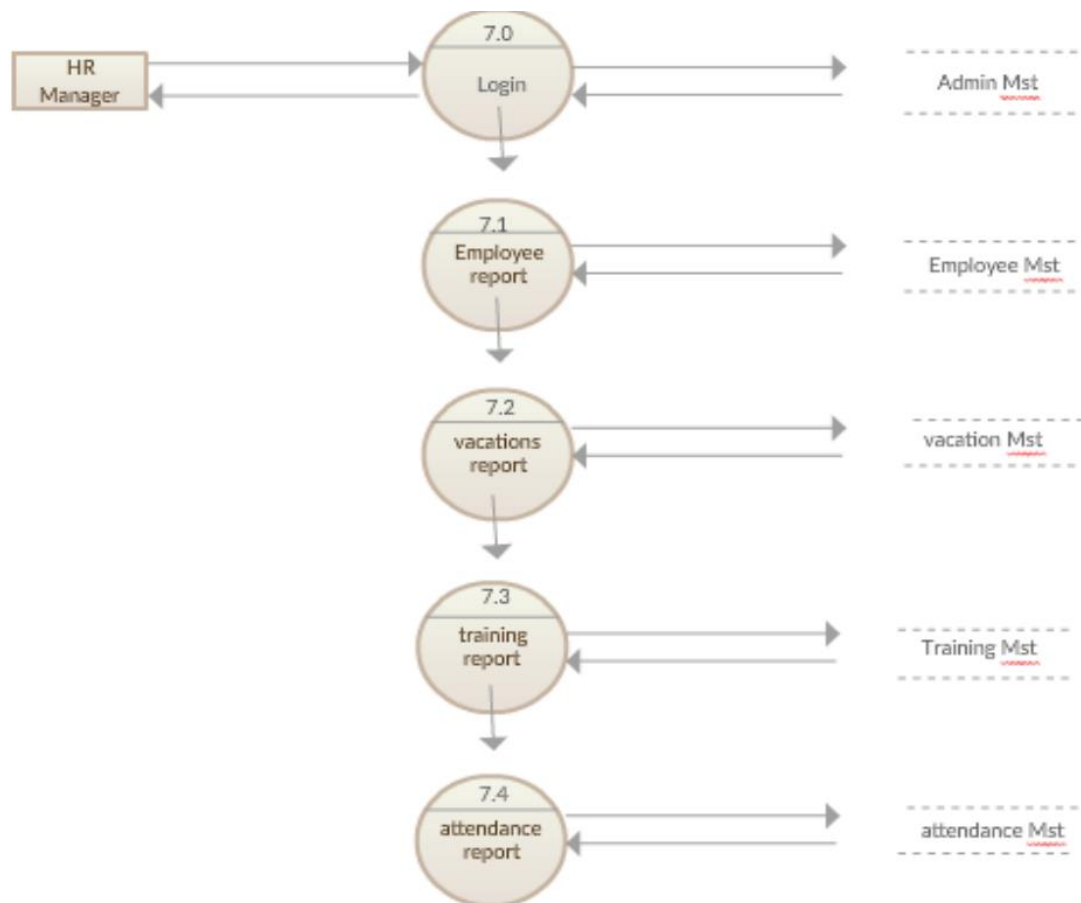 7.0
HR
Manager
Login
Admin Mst
7.1
Employee
report
Employee Mst
7.2
vacations
report
vacation Mst
7.3
training
report
Training Mst
7.4
attendance
report
attendance Mst